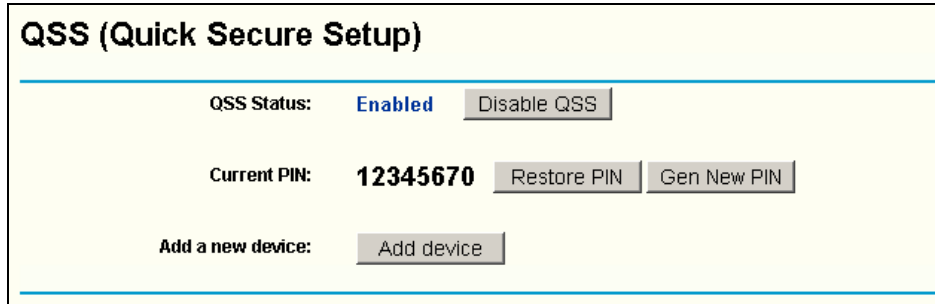 QSS (Quick Secure Setup)
QSS Status: Enabled Disable QSS
Current PIN: 12345670 Restore PIN Gen New PIN
Add a new device: Add device